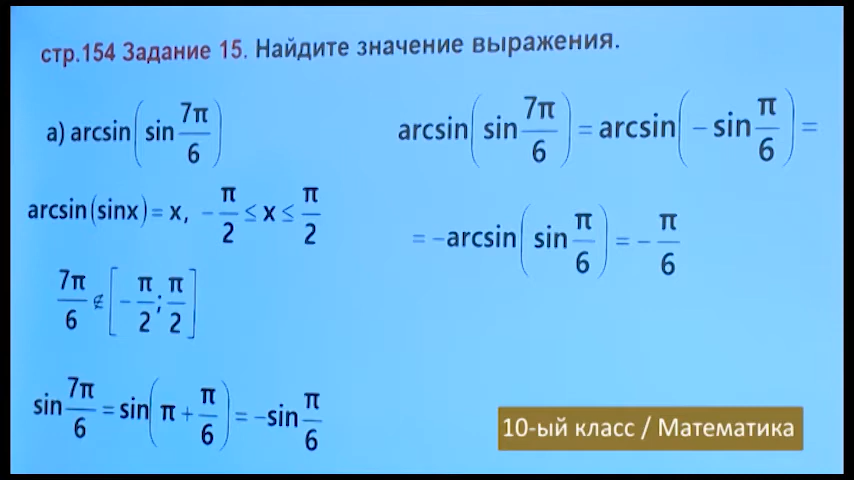 стр.154 Задание 15. Найдите значение выражения.
а) arcsin(sin 7π/6)
arcsin(sinx) = x, -π/2 ≤ x ≤ π/2
7π/6 ∉ [-π/2; π/2]
sin 7π/6 = sin(π + π/6) = -sin π/6
arcsin(sin 7π/6) = arcsin(-sin π/6) =
= -arcsin(sin π/6) = -π/6
10-ый класс / Математика